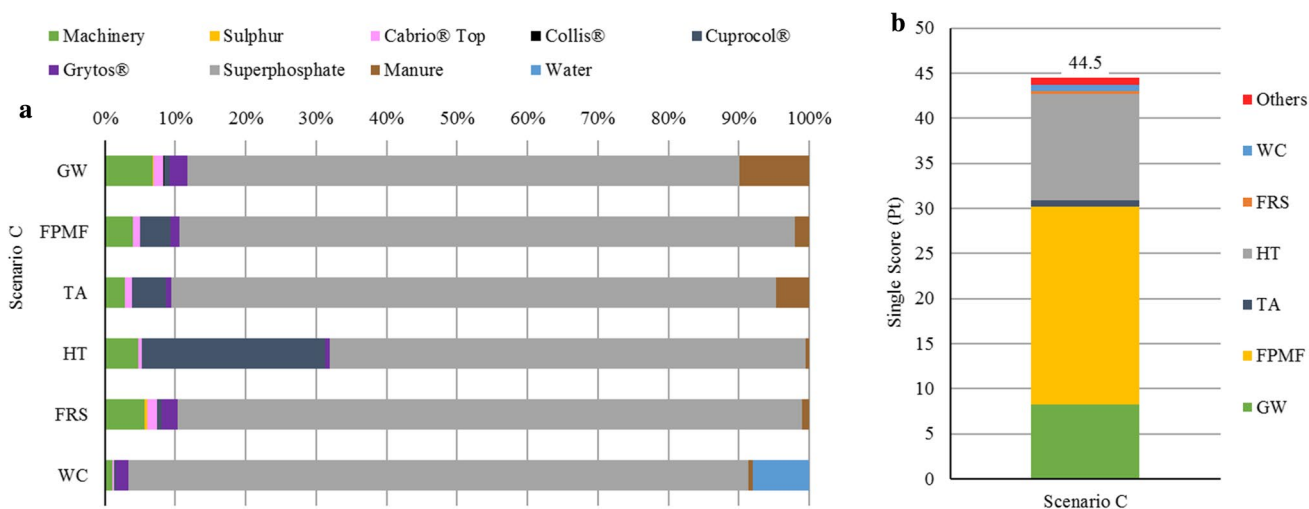 Machinery Sulphur Cabrio® Top Collis® Cuprocol®
Grytos® Superphosphate Manure Water
a
0% 10% 20% 30% 40% 50% 60% 70% 80% 90% 100%
Scenario C
GW
FPMF
TA
HT
FRS
WC
b
Single Score (Pt)
50
45
40
35
30
25
20
15
10
5
0
44.5
Scenario C
Others
WC
FRS
HT
TA
FPMF
GW